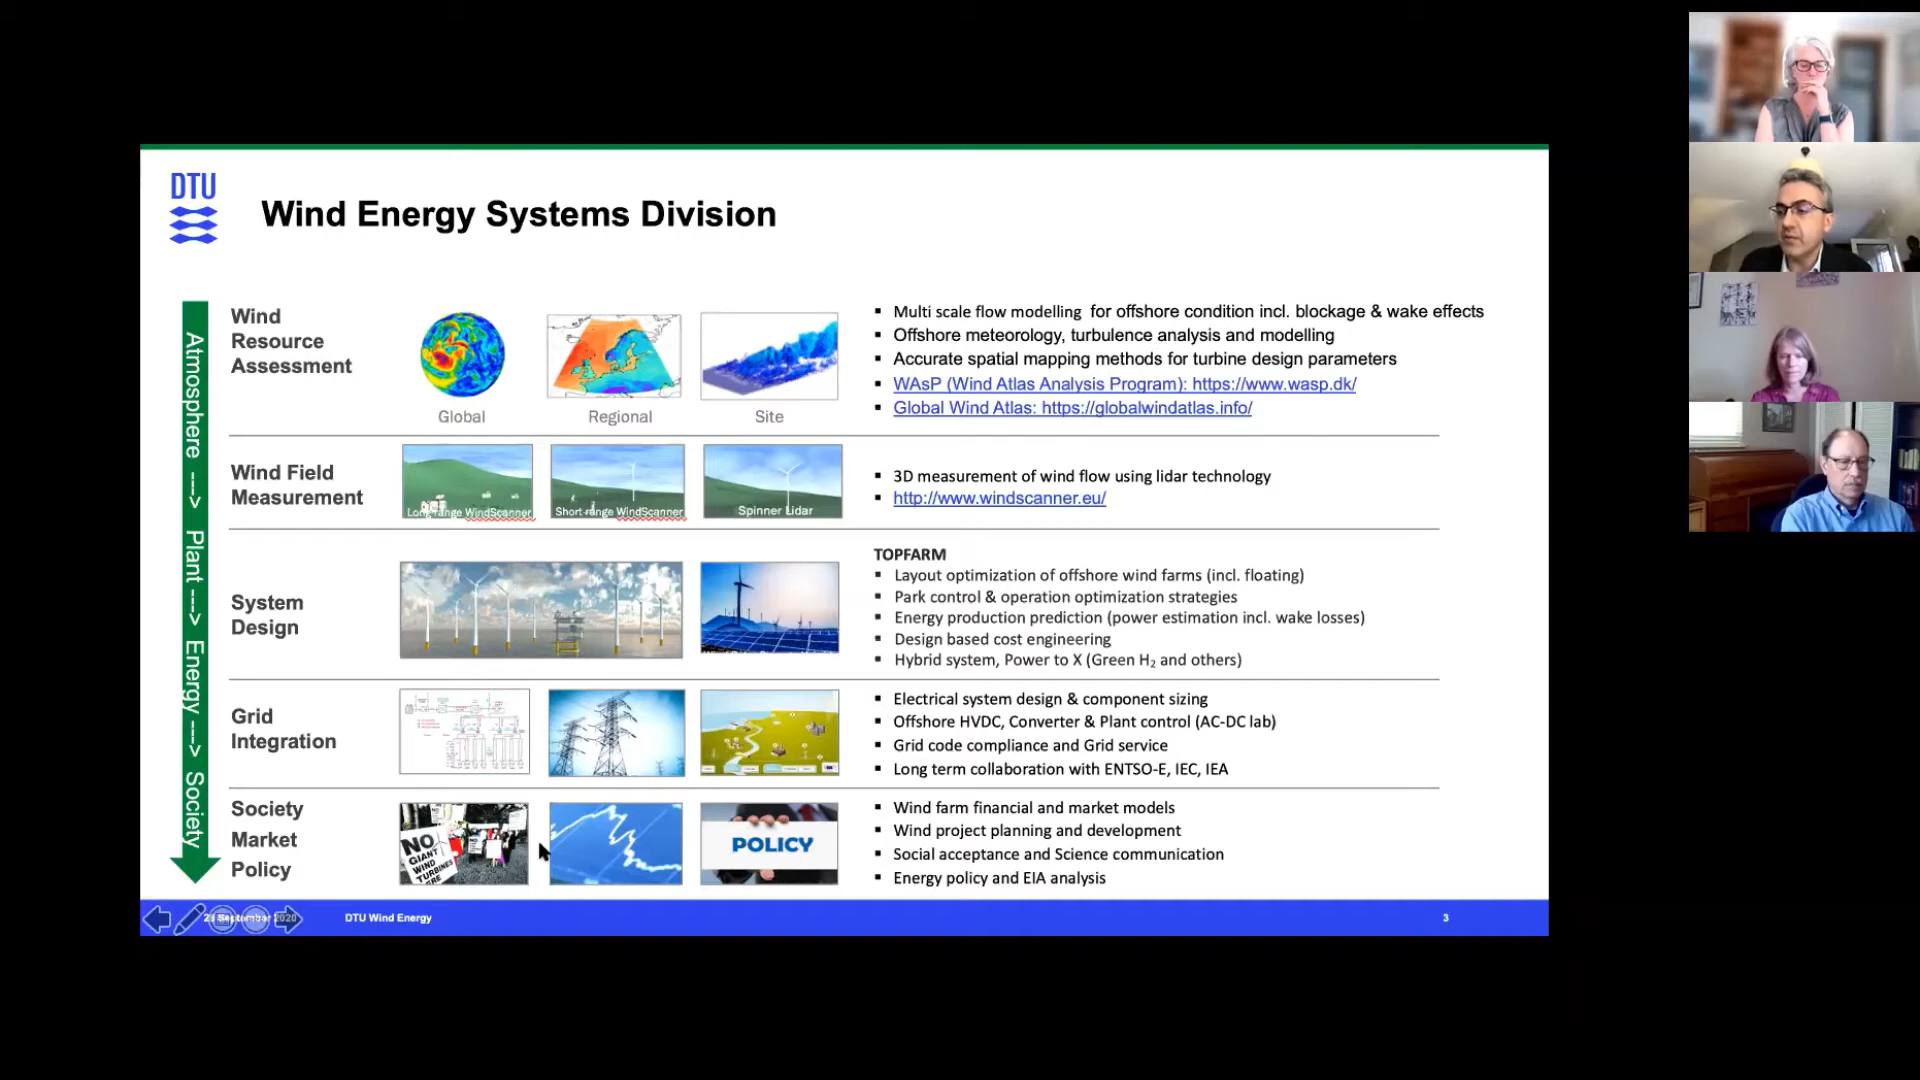 DTU
Wind Energy Systems Division
Atmosphere ---> Plant ---> Energy ---> Society
Wind
Resource
Assessment
Global
Regional
Site
▪ Multi scale flow modelling for offshore condition incl. blockage & wake effects
▪ Offshore meteorology, turbulence analysis and modelling
▪ Accurate spatial mapping methods for turbine design parameters
▪ WAsP (Wind Atlas Analysis Program): https://www.wasp.dk/
▪ Global Wind Atlas: https://globalwindatlas.info/
Wind Field
Measurement
Long-range WindScanner
Short-range WindScanner
Spinner Lidar
▪ 3D measurement of wind flow using lidar technology
▪ http://www.windscanner.eu/
System
Design
TOPFARM
▪ Layout optimization of offshore wind farms (incl. floating)
▪ Park control & operation optimization strategies
▪ Energy production prediction (power estimation incl. wake losses)
▪ Design based cost engineering
▪ Hybrid system, Power to X (Green H₂ and others)
Grid
Integration
▪ Electrical system design & component sizing
▪ Offshore HVDC, Converter & Plant control (AC-DC lab)
▪ Grid code compliance and Grid service
▪ Long term collaboration with ENTSO-E, IEC, IEA
Society
Market
Policy
NO
GIANT
WIND
TURBINES
POLICY
▪ Wind farm financial and market models
▪ Wind project planning and development
▪ Social acceptance and Science communication
▪ Energy policy and EIA analysis
September 2020
DTU Wind Energy
3